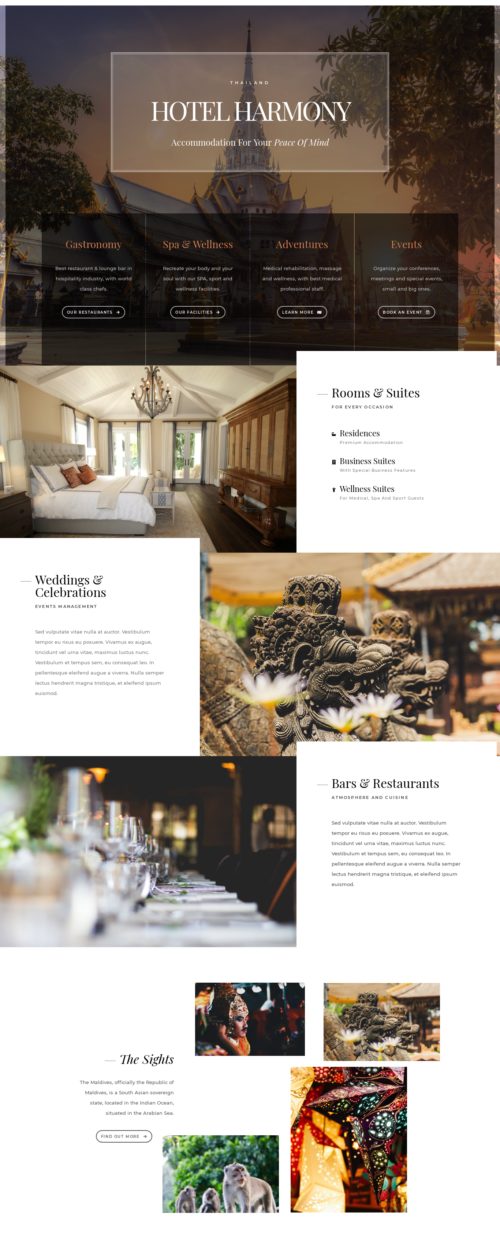 THAILAND
HOTEL HARMONY
Accommodation For Your Peace Of Mind
Gastronomy
Best restaurant & lounge bar in
hospitality industry, with world
class chefs.
OUR RESTAURANTS
Spa & Wellness
Recreate your body and your
soul with our SPA, sport and
wellness facilities.
OUR FACILITIES
Adventures
Medical rehabilitation, massage
and wellness, with best medical
professional staff.
LEARN MORE
Events
Organize your conferences,
meetings and special events,
small and big ones.
BOOK AN EVENT
Rooms & Suites
FOR EVERY OCCASION
Residences
Premium Accommodation
Business Suites
With Special Business Features
Wellness Suites
For Medical, Spa And Sport Guests
Weddings &
Celebrations
EVENTS MANAGEMENT
Sed vulputate vitae nulla at auctor. Vestibulum
tempor eu risus eu posuere. Vivamus ex augue,
tincidunt vel urna vitae, maximus luctus nunc.
Vestibulum et tempus sem, eu consequat leo. In
pellentesque eleifend augue a viverra. Nulla semper
lectus hendrerit magna tristique, et eleifend ipsum
euismod.
Bars & Restaurants
ATMOSPHERE AND CUISINE
Sed vulputate vitae nulla at auctor. Vestibulum
tempor eu risus eu posuere. Vivamus ex augue,
tincidunt vel urna vitae, maximus luctus nunc.
Vestibulum et tempus sem, eu consequat leo. In
pellentesque eleifend augue a viverra. Nulla semper
lectus hendrerit magna tristique, et eleifend ipsum
euismod.
The Sights
The Maldives, officially the Republic of
Maldives, is a South Asian sovereign
state, located in the Indian Ocean,
situated in the Arabian Sea.
FIND OUT MORE